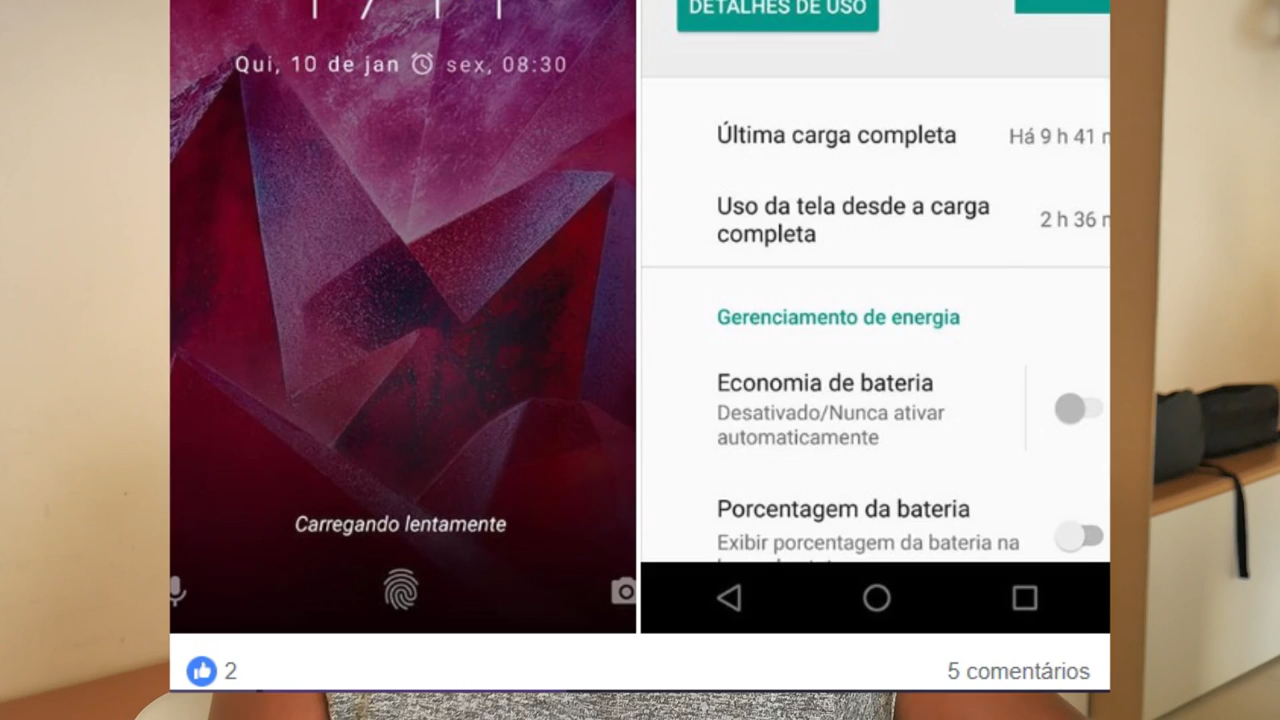 Qui, 10 de jan sex, 08:30
Carregando lentamente
DETALHES DE USO
Última carga completa Há 9 h 41
Uso da tela desde a carga
completa 2 h 36
Gerenciamento de energia
Economia de bateria
Desativado/Nunca ativar
automaticamente
Porcentagem da bateria
Exibir porcentagem da bateria na
2
5 comentários